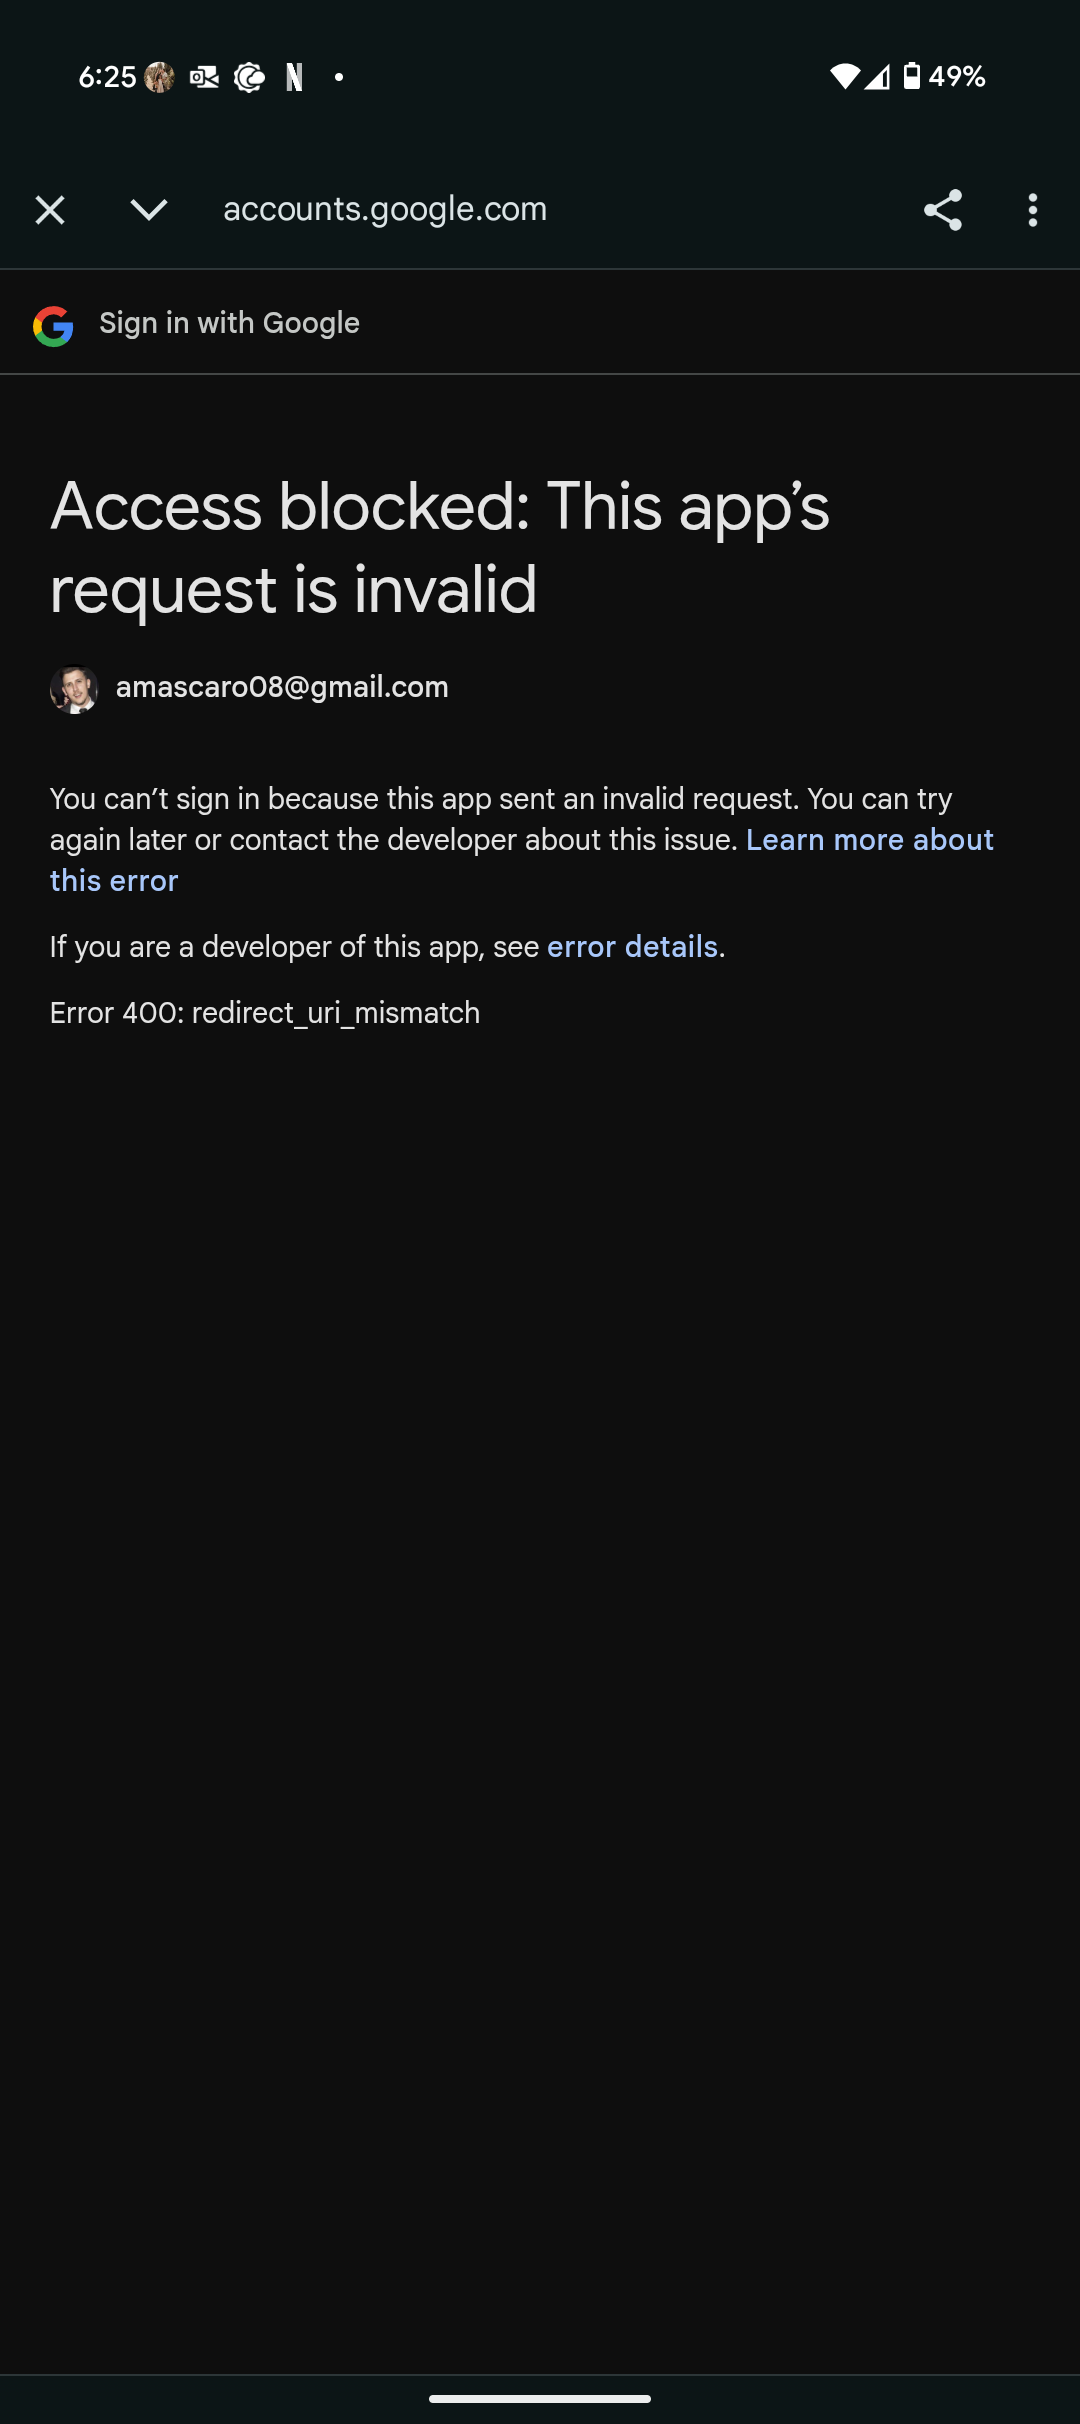 6:25
49%
accounts.google.com
Sign in with Google
Access blocked: This app’s
request is invalid
amascaro08@gmail.com
You can’t sign in because this app sent an invalid request. You can try
again later or contact the developer about this issue. Learn more about
this error
If you are a developer of this app, see error details.
Error 400: redirect_uri_mismatch